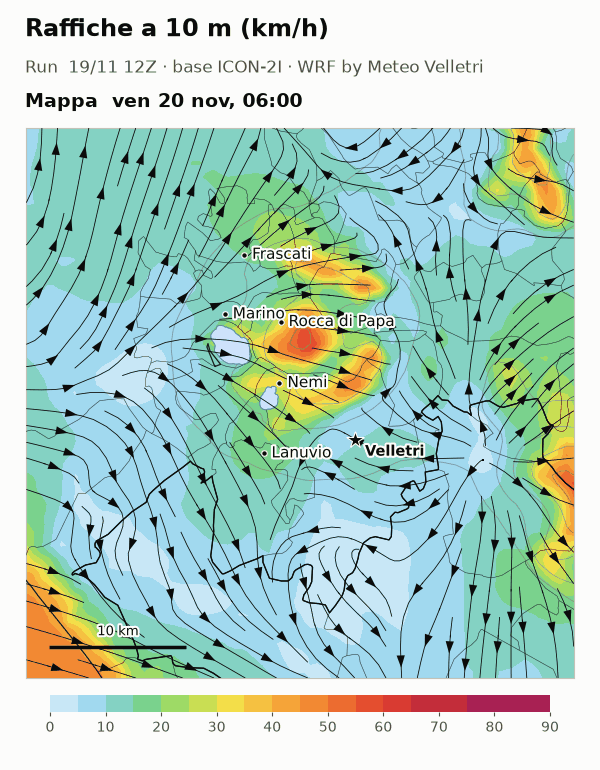 Raffiche a 10 m (km/h)
Run 19/11 12Z · base ICON-2I · WRF by Meteo Velletri
Mappa ven 20 nov, 06:00
Frascati
Marino
Rocca di Papa
Nemi
Velletri
Lanuvio
10 km
0 10 20 30 40 50 60 70 80 90